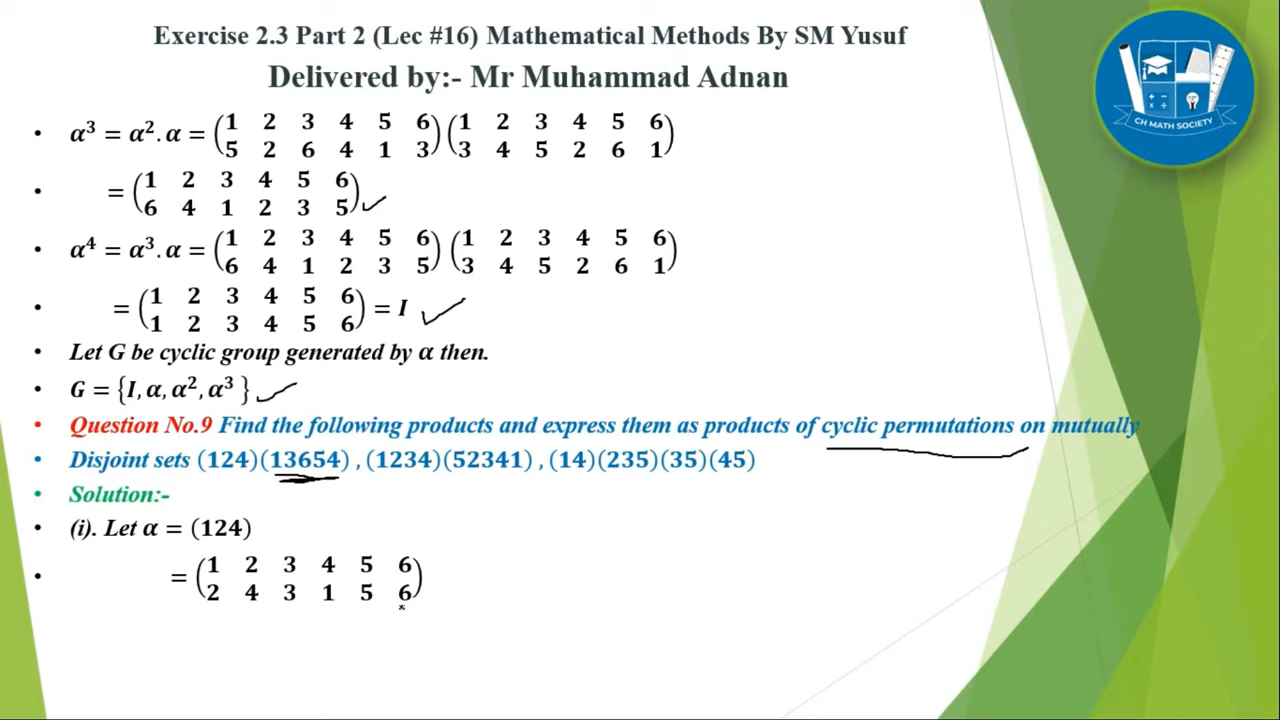 Exercise 2.3 Part 2 (Lec #16) Mathematical Methods By SM Yusuf
Delivered by:- Mr Muhammad Adnan
CH MATH SOCIETY
• α³ = α². α = (1 2 3 4 5 6) (1 2 3 4 5 6)
(5 2 6 4 1 3) (3 4 5 2 6 1)
• = (1 2 3 4 5 6)
(6 4 1 2 3 5)
• α⁴ = α³. α = (1 2 3 4 5 6) (1 2 3 4 5 6)
(6 4 1 2 3 5) (3 4 5 2 6 1)
• = (1 2 3 4 5 6) = I
(1 2 3 4 5 6)
• Let G be cyclic group generated by α then.
• G = {I, α, α², α³ }
• Question No.9 Find the following products and express them as products of cyclic permutations on mutually
• Disjoint sets (124)(13654) , (1234)(52341) , (14)(235)(35)(45)
• Solution:-
• (i). Let α = (124)
• = (1 2 3 4 5 6)
(2 4 3 1 5 6)